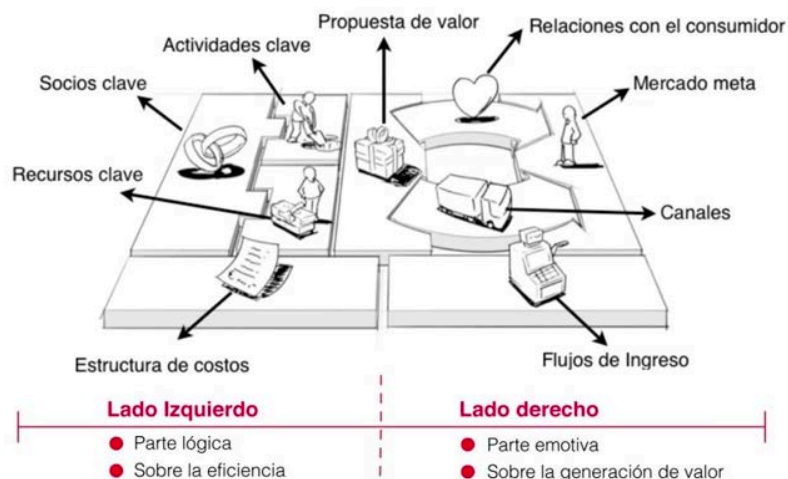 Propuesta de valor
Relaciones con el consumidor
Actividades clave
Socios clave
Mercado meta
Recursos clave
Canales
Estructura de costos
Flujos de Ingreso
Lado Izquierdo
Lado derecho
Parte lógica
Parte emotiva
Sobre la eficiencia
Sobre la generación de valor